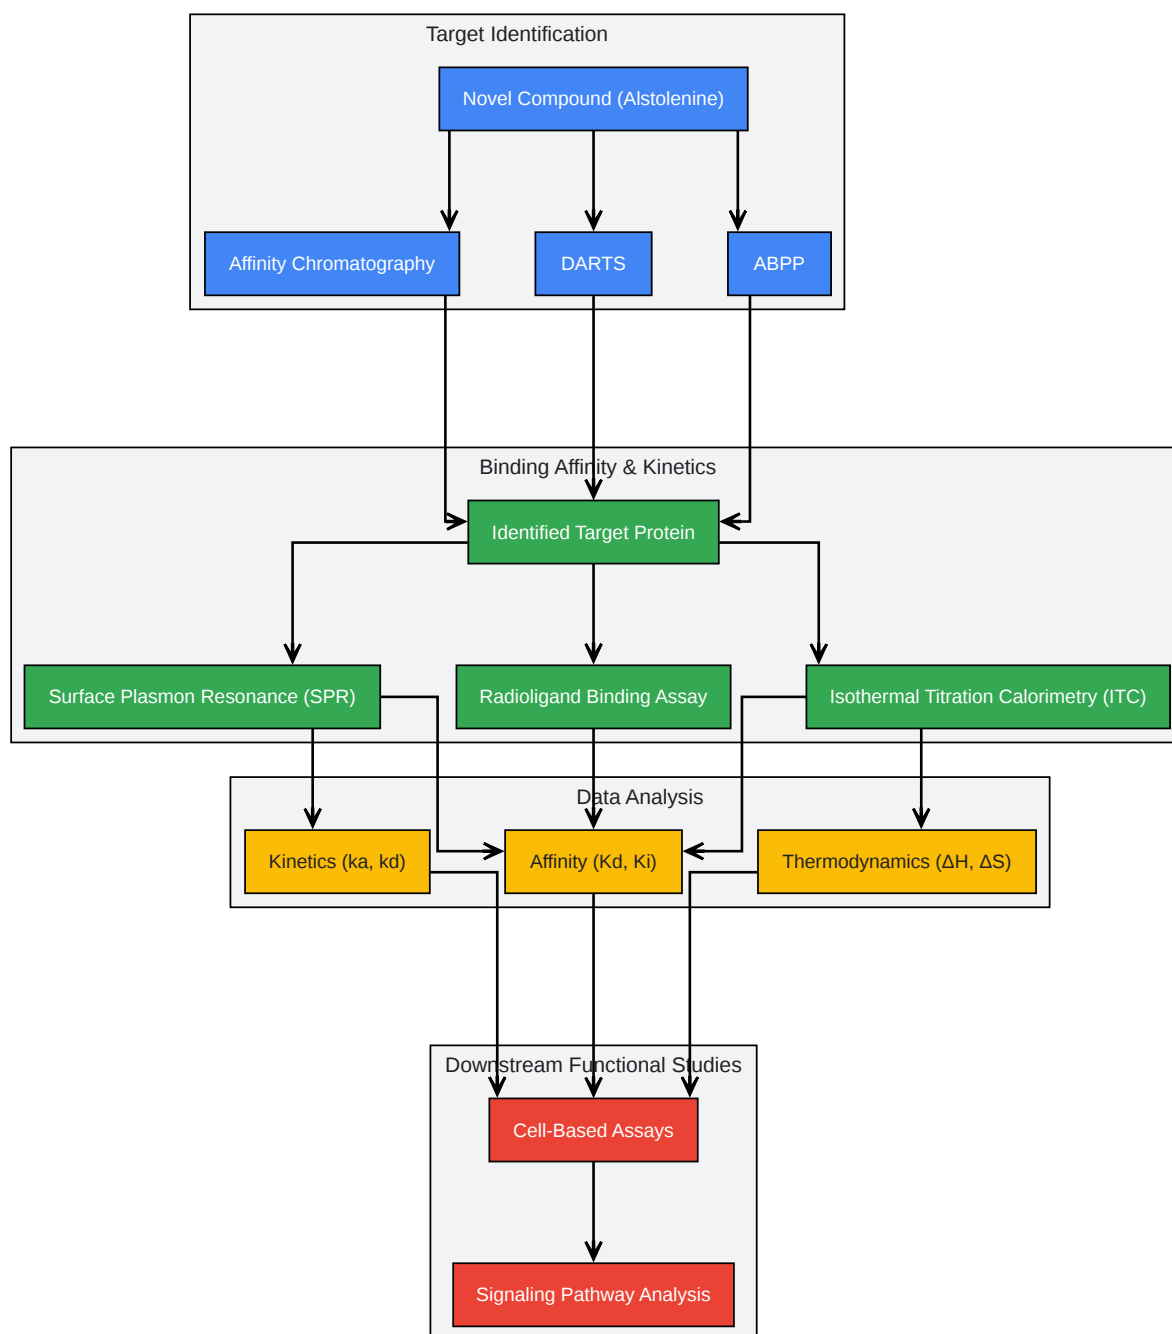 Target Identification
Novel Compound (Alstolenine)
Affinity Chromatography
DARTS
ABPP
Binding Affinity & Kinetics
Identified Target Protein
Surface Plasmon Resonance (SPR)
Radioligand Binding Assay
Isothermal Titration Calorimetry (ITC)
Data Analysis
Kinetics (ka, kd)
Affinity (Kd, Ki)
Thermodynamics (ΔH, ΔS)
Downstream Functional Studies
Cell-Based Assays
Signaling Pathway Analysis